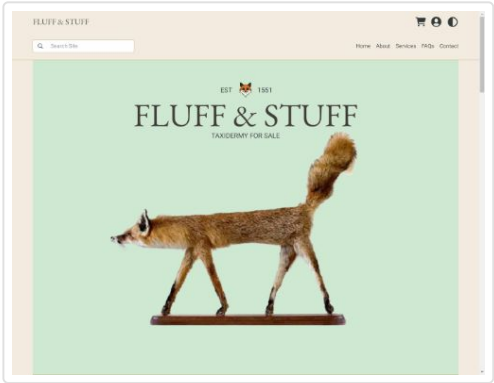 FLUFF & STUFF
Search Site
Home About Services FAQs Contact
EST 1551
FLUFF & STUFF
TAXIDERMY FOR SALE